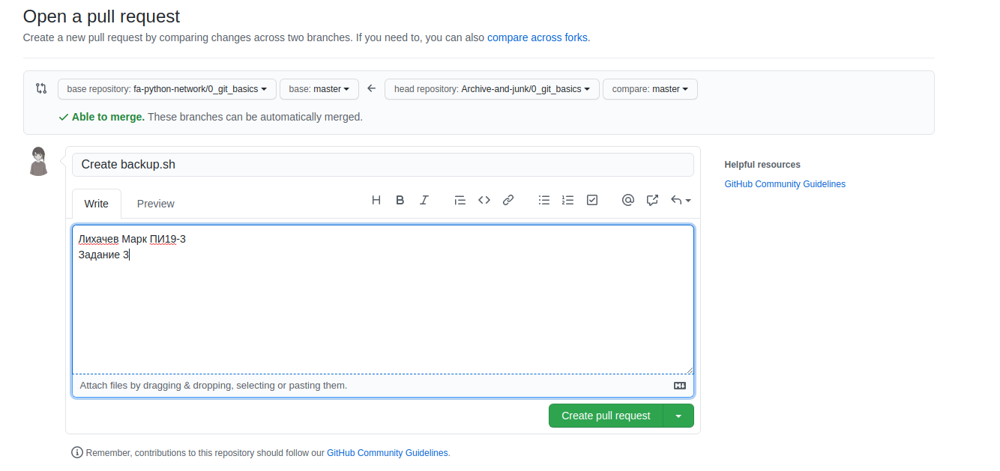 Open a pull request
Create a new pull request by comparing changes across two branches. If you need to, you can also compare across forks.
base repository: fa-python-network/0_git_basics base: master head repository: Archive-and-junk/0_git_basics compare: master
Able to merge. These branches can be automatically merged.
Create backup.sh
Helpful resources
GitHub Community Guidelines
Write Preview
Лихачев Марк ПИ19-3
Задание 3
Attach files by dragging & dropping, selecting or pasting them.
Create pull request
Remember, contributions to this repository should follow our GitHub Community Guidelines.